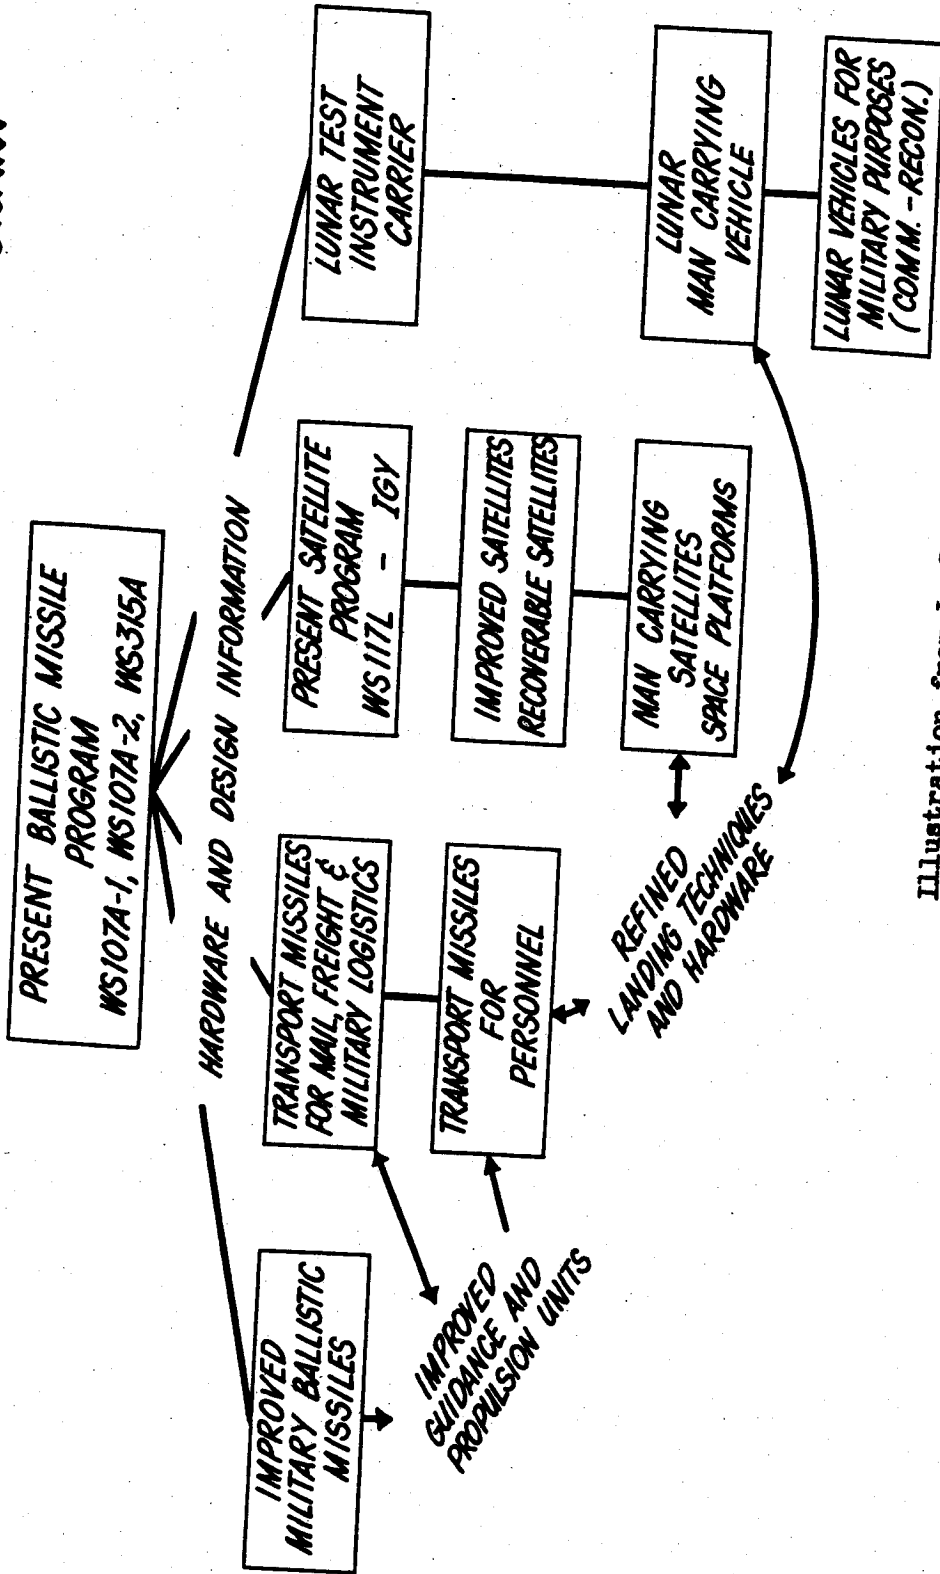 PRESENT BALLISTIC MISSILE
PROGRAM
WS107A-1, WS107A-2, WS315A
HARDWARE AND DESIGN INFORMATION
IMPROVED
MILITARY BALLISTIC
MISSILES
TRANSPORT MISSILES
FOR MAIL, FREIGHT &
MILITARY LOGISTICS
PRESENT SATELLITE
PROGRAM
WS117L - IGY
LUNAR TEST
INSTRUMENT
CARRIER
IMPROVED
GUIDANCE AND
PROPULSION UNITS
TRANSPORT MISSILES
FOR
PERSONNEL
IMPROVED SATELLITES
RECOVERABLE SATELLITES
REFINED
LANDING TECHNIQUES
AND HARDWARE
MAN CARRYING
SATELLITES
SPACE PLATFORMS
LUNAR
MAN CARRYING
VEHICLE
LUNAR VEHICLES FOR
MILITARY PURPOSES
(COMM. - RECON.)
Illustration from